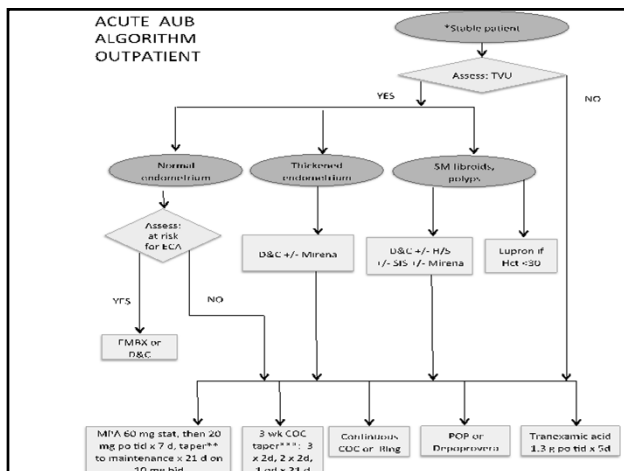 ACUTE AUB
ALGORITHM
OUTPATIENT
*Stable patient
Assess: TVU
YES
NO
Normal
endometrium
Thickened
endometrium
SM fibroids,
polyps
Assess:
at risk
for ECA
D&C +/- Mirena
D&C +/- H/S
+/- SIS +/- Mirena
Lupron if
Hct <30
YES
NO
EMBX or
D&C
MPA 60 mg stat, then 20
mg po tid x 7 d, taper**
to maintenance x 21 d on
10 mg bid
3 wk COC
taper***: 3
x 2d, 2 x 2d,
1 qd x 21 d
Continuous
COC or Ring
POP or
Depoprovera
Tranexamic acid
1.3 g po tid x 5d